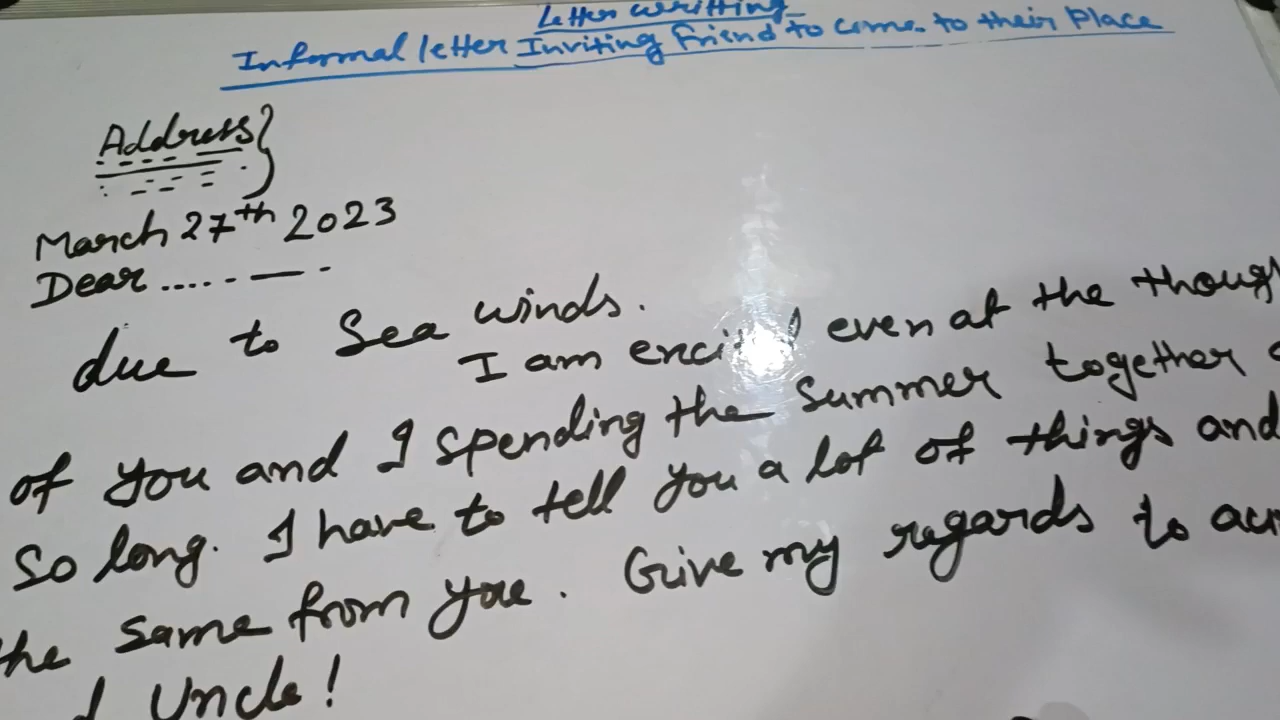 Letter writting
Informal letter Inviting friend to come to their Place
Address
March 27th 2023
Dear
due to Sea winds.
I am even at the
of you and I spending the summer together
So long. I have to tell you a lot of things and
the same from you. Give my regards to
Uncle!